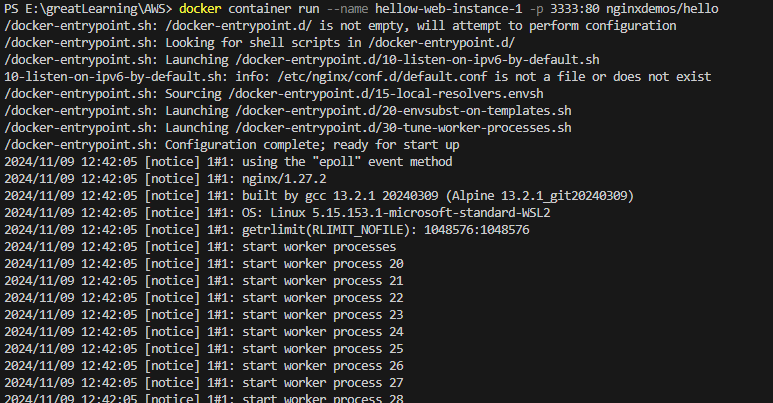 PS E:\greatLearning\AWS> docker container run --name hellow-web-instance-1 -p 3333:80 nginxdemos/hello
/docker-entrypoint.sh: /docker-entrypoint.d/ is not empty, will attempt to perform configuration
/docker-entrypoint.sh: Looking for shell scripts in /docker-entrypoint.d/
/docker-entrypoint.sh: Launching /docker-entrypoint.d/10-listen-on-ipv6-by-default.sh
10-listen-on-ipv6-by-default.sh: info: /etc/nginx/conf.d/default.conf is not a file or does not exist
/docker-entrypoint.sh: Sourcing /docker-entrypoint.d/15-local-resolvers.envsh
/docker-entrypoint.sh: Launching /docker-entrypoint.d/20-envsubst-on-templates.sh
/docker-entrypoint.sh: Launching /docker-entrypoint.d/30-tune-worker-processes.sh
/docker-entrypoint.sh: Configuration complete; ready for start up
2024/11/09 12:42:05 [notice] 1#1: using the "epoll" event method
2024/11/09 12:42:05 [notice] 1#1: nginx/1.27.2
2024/11/09 12:42:05 [notice] 1#1: built by gcc 13.2.1 20240309 (Alpine 13.2.1_git20240309)
2024/11/09 12:42:05 [notice] 1#1: OS: Linux 5.15.153.1-microsoft-standard-WSL2
2024/11/09 12:42:05 [notice] 1#1: getrlimit(RLIMIT_NOFILE): 1048576:1048576
2024/11/09 12:42:05 [notice] 1#1: start worker processes
2024/11/09 12:42:05 [notice] 1#1: start worker process 20
2024/11/09 12:42:05 [notice] 1#1: start worker process 21
2024/11/09 12:42:05 [notice] 1#1: start worker process 22
2024/11/09 12:42:05 [notice] 1#1: start worker process 23
2024/11/09 12:42:05 [notice] 1#1: start worker process 24
2024/11/09 12:42:05 [notice] 1#1: start worker process 25
2024/11/09 12:42:05 [notice] 1#1: start worker process 26
2024/11/09 12:42:05 [notice] 1#1: start worker process 27
2024/11/09 12:42:05 [notice] 1#1: start worker process 28